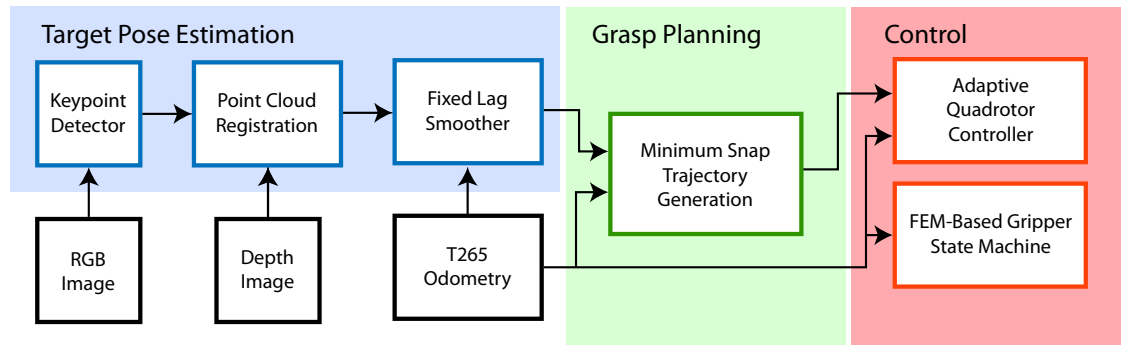 Target Pose Estimation
Grasp Planning
Control
Keypoint
Detector
Point Cloud
Registration
Fixed Lag
Smoother
Minimum Snap
Trajectory
Generation
Adaptive
Quadrotor
Controller
FEM-Based Gripper
State Machine
RGB
Image
Depth
Image
T265
Odometry